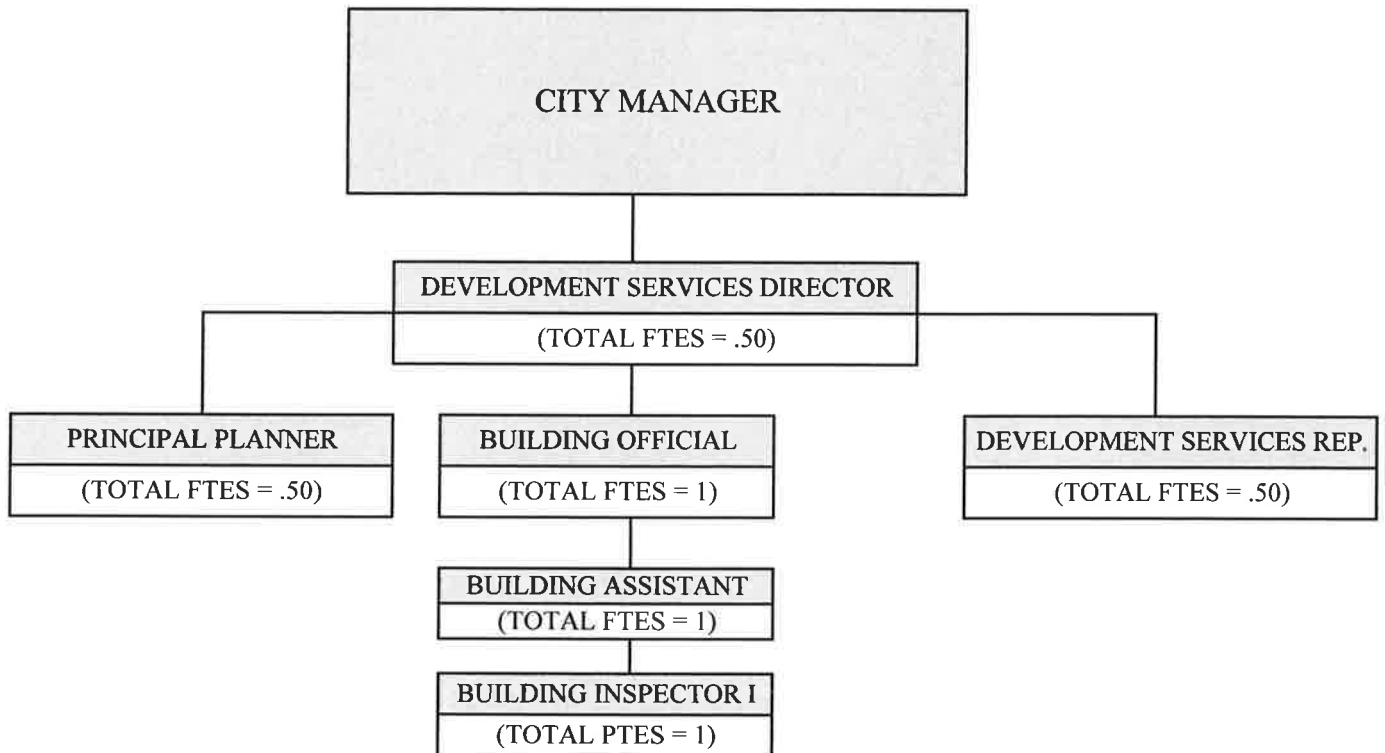 CITY MANAGER
DEVELOPMENT SERVICES DIRECTOR
(TOTAL FTES = .50)
PRINCIPAL PLANNER
(TOTAL FTES = .50)
BUILDING OFFICIAL
(TOTAL FTES = 1)
DEVELOPMENT SERVICES REP.
(TOTAL FTES = .50)
BUILDING ASSISTANT
(TOTAL FTES = 1)
BUILDING INSPECTOR I
(TOTAL PTES = 1)